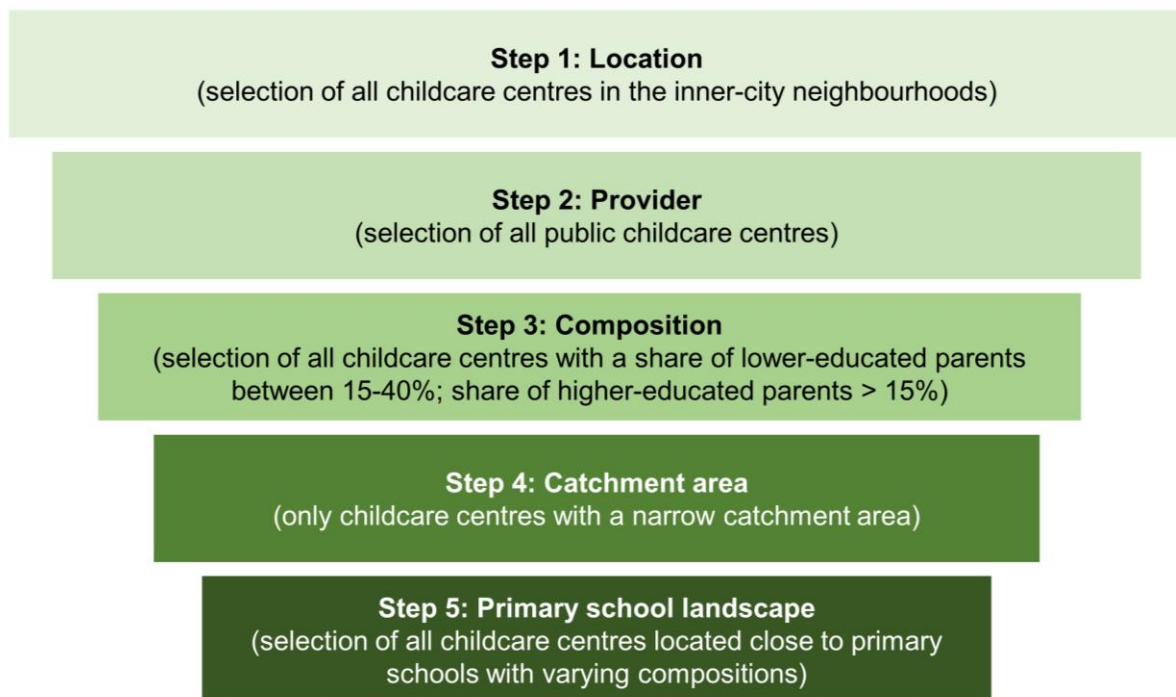 Step 1: Location
(selection of all childcare centres in the inner-city neighbourhoods)
Step 2: Provider
(selection of all public childcare centres)
Step 3: Composition
(selection of all childcare centres with a share of lower-educated parents
between 15-40%; share of higher-educated parents > 15%)
Step 4: Catchment area
(only childcare centres with a narrow catchment area)
Step 5: Primary school landscape
(selection of all childcare centres located close to primary
schools with varying compositions)